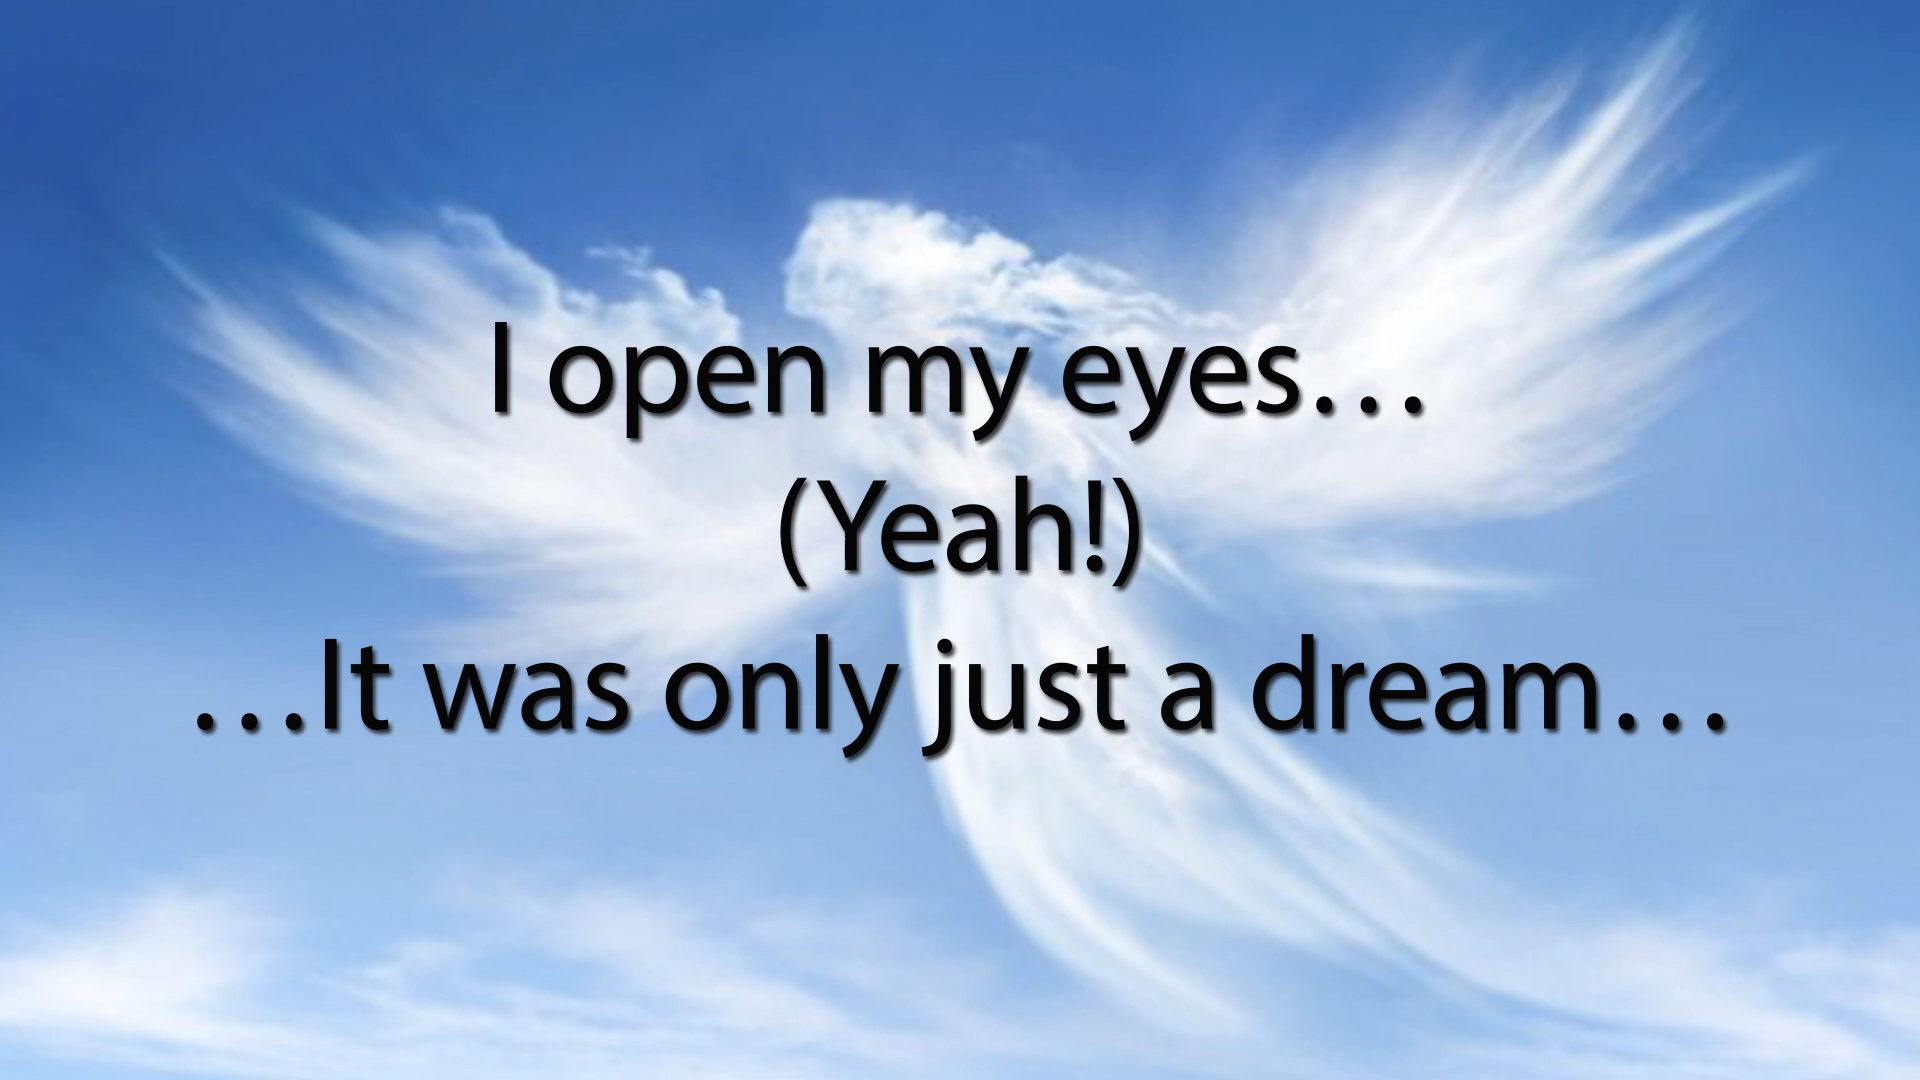 I open my eyes…
(Yeah!)
…It was only just a dream…